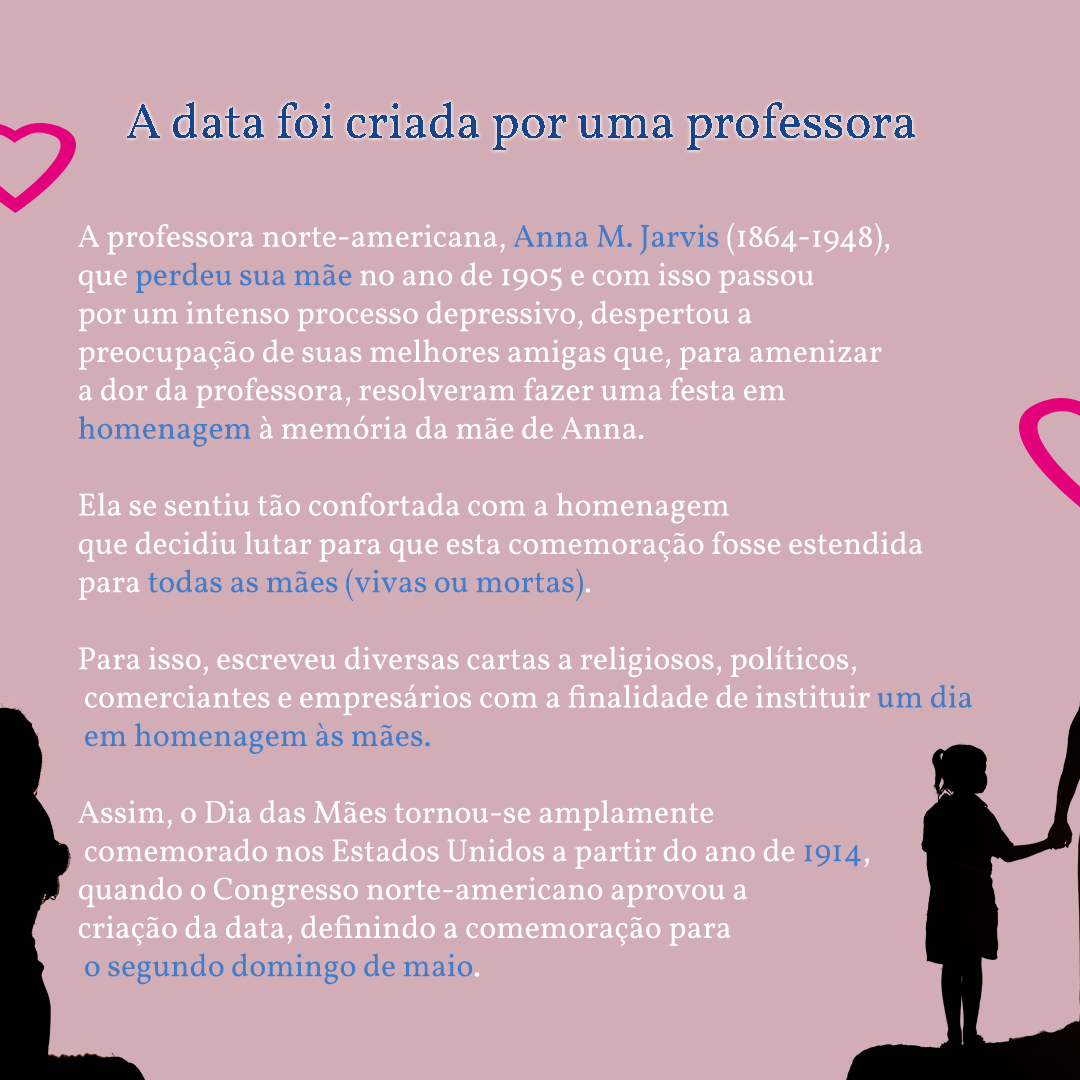 A data foi criada por uma professora
A professora norte-americana, Anna M. Jarvis (1864-1948),
que perdeu sua mãe no ano de 1905 e com isso passou
por um intenso processo depressivo, despertou a
preocupação de suas melhores amigas que, para amenizar
a dor da professora, resolveram fazer uma festa em
homenagem à memória da mãe de Anna.
Ela se sentiu tão confortada com a homenagem
que decidiu lutar para que esta comemoração fosse estendida
para todas as mães (vivas ou mortas).
Para isso, escreveu diversas cartas a religiosos, políticos,
comerciantes e empresários com a finalidade de instituir um dia
em homenagem às mães.
Assim, o Dia das Mães tornou-se amplamente
comemorado nos Estados Unidos a partir do ano de 1914,
quando o Congresso norte-americano aprovou a
criação da data, definindo a comemoração para
o segundo domingo de maio.